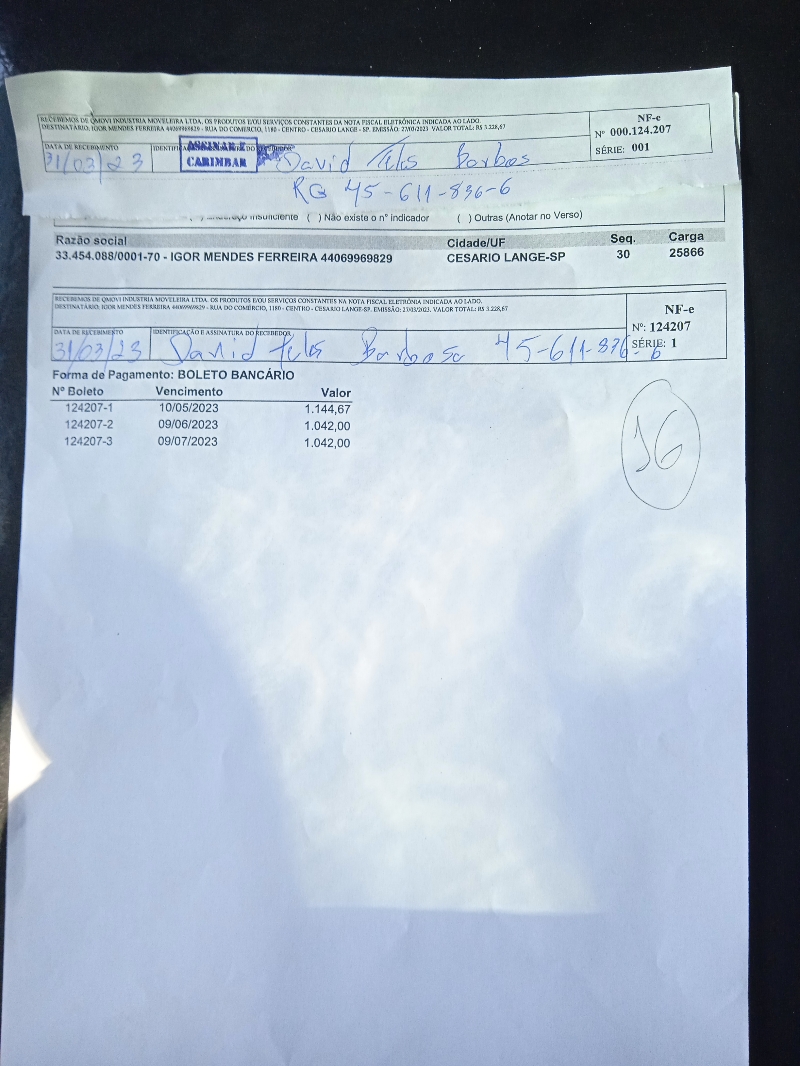 RECEBEMOS DE QMOVI INDUSTRIA MOVELEIRA LTDA. OS PRODUTOS E/OU SERVIÇOS CONSTANTES DA NOTA FISCAL ELETRÔNICA INDICADA AO LADO.
DESTINATÁRIO: IGOR MENDES FERREIRA 44069969829 - RUA DO COMÉRCIO, 1180 - CENTRO - CESARIO LANGE - SP. EMISSÃO: 27/03/2023 VALOR TOTAL: R$ 3.228,67
NF-e
Nº 000.124.207
SÉRIE: 001
DATA DE RECEBIMENTO
31/03/23
ASSINAR E
CARIMBAR
David Teles Barbos
RG 45-611-836-6
Insuficiente ( ) Não existe o nº indicador ( ) Outras (Anotar no Verso)
Razão social Cidade/UF Seq. Carga
33.454.088/0001-70 - IGOR MENDES FERREIRA 44069969829 CESARIO LANGE-SP 30 25866
RECEBEMOS DE QMOVI INDUSTRIA MOVELEIRA LTDA. OS PRODUTOS E/OU SERVIÇOS CONSTANTES NA NOTA FISCAL ELETRÔNIA INDICADA AO LADO.
DESTINATÁRIO: IGOR MENDES FERREIRA 44069969829 - RUA DO COMÉRCIO, 1180 - CENTRO - CESÁRIO LANGE/SP. EMISSÃO: 27/03/2023. VALOR TOTAL: R$ 3.228,67
NF-e
Nº: 124207
SÉRIE: 1
DATA DE RECEBIMENTO IDENTIFICAÇÃO E ASSINATURA DO RECEBEDOR
31/03/23 David Teles Barbosa 45-611-836-6
Forma de Pagamento: BOLETO BANCÁRIO
Nº Boleto Vencimento Valor
124207-1 10/05/2023 1.144,67
124207-2 09/06/2023 1.042,00
124207-3 09/07/2023 1.042,00